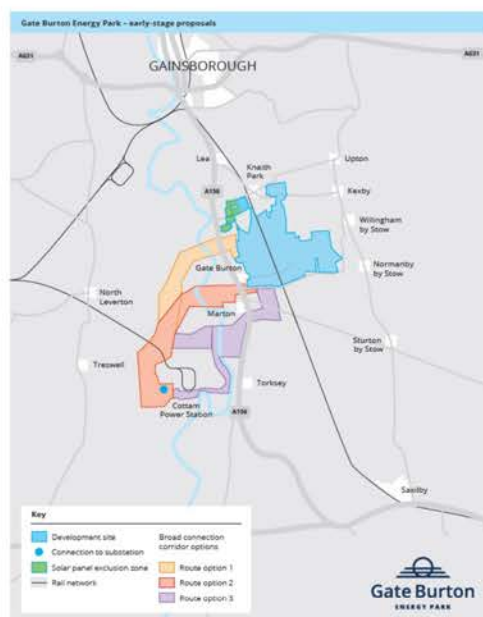 Gate Burton Energy Park – early-stage proposals
A631
A631
GAINSBOROUGH
Lea
Knaith
Park
Upton
A156
Kexby
Willingham
by Stow
Gate Burton
Normanby
by Stow
North
Leverton
Marton
Sturton
by Stow
Treswell
Torksey
Cottam
Power Station
A156
Saxilby
Key
Development site
Connection to substation
Solar panel exclusion zone
Rail network
Broad connection
corridor options
Route option 1
Route option 2
Route option 3
Gate Burton
ENERGY PARK